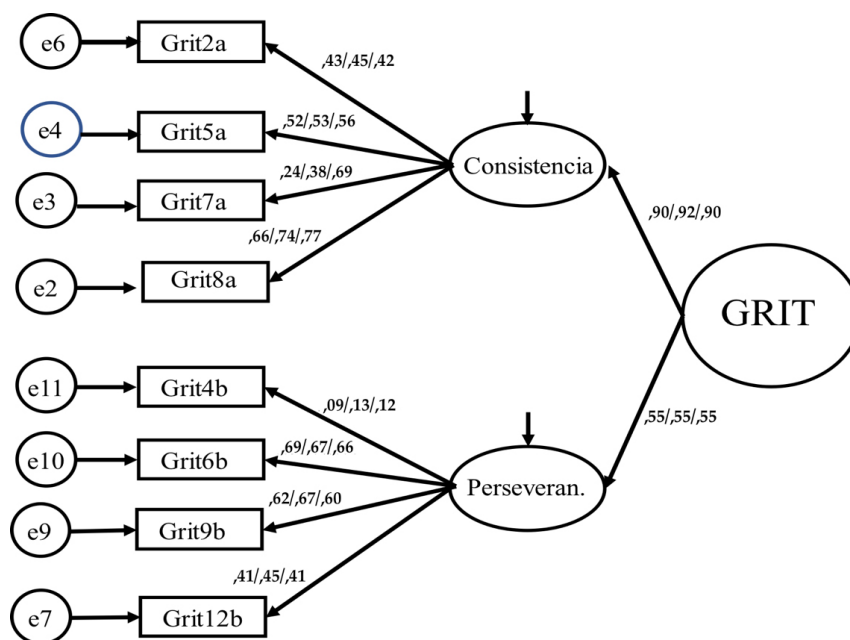 e6
Grit2a
,43/,45/,42
e4
Grit5a
,52/,53/,56
Consistencia
e3
Grit7a
,24/,38/,69
,90/,92/,90
,66/,74/,77
e2
Grit8a
GRIT
e11
Grit4b
,09/,13/,12
,55/,55/,55
e10
Grit6b
,69/,67/,66
Perseveran.
e9
Grit9b
,62/,67/,60
,41/,45/,41
e7
Grit12b